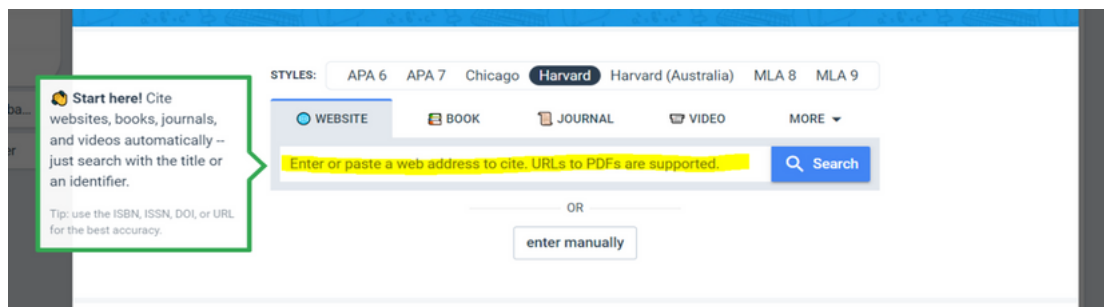 STYLES: APA 6 APA 7 Chicago Harvard Harvard (Australia) MLA 8 MLA 9
Start here! Cite
websites, books, journals,
and videos automatically --
just search with the title or
an identifier.
Tip: use the ISBN, ISSN, DOI, or URL
for the best accuracy.
WEBSITE BOOK JOURNAL VIDEO MORE
Enter or paste a web address to cite. URLs to PDFs are supported. Search
OR
enter manually